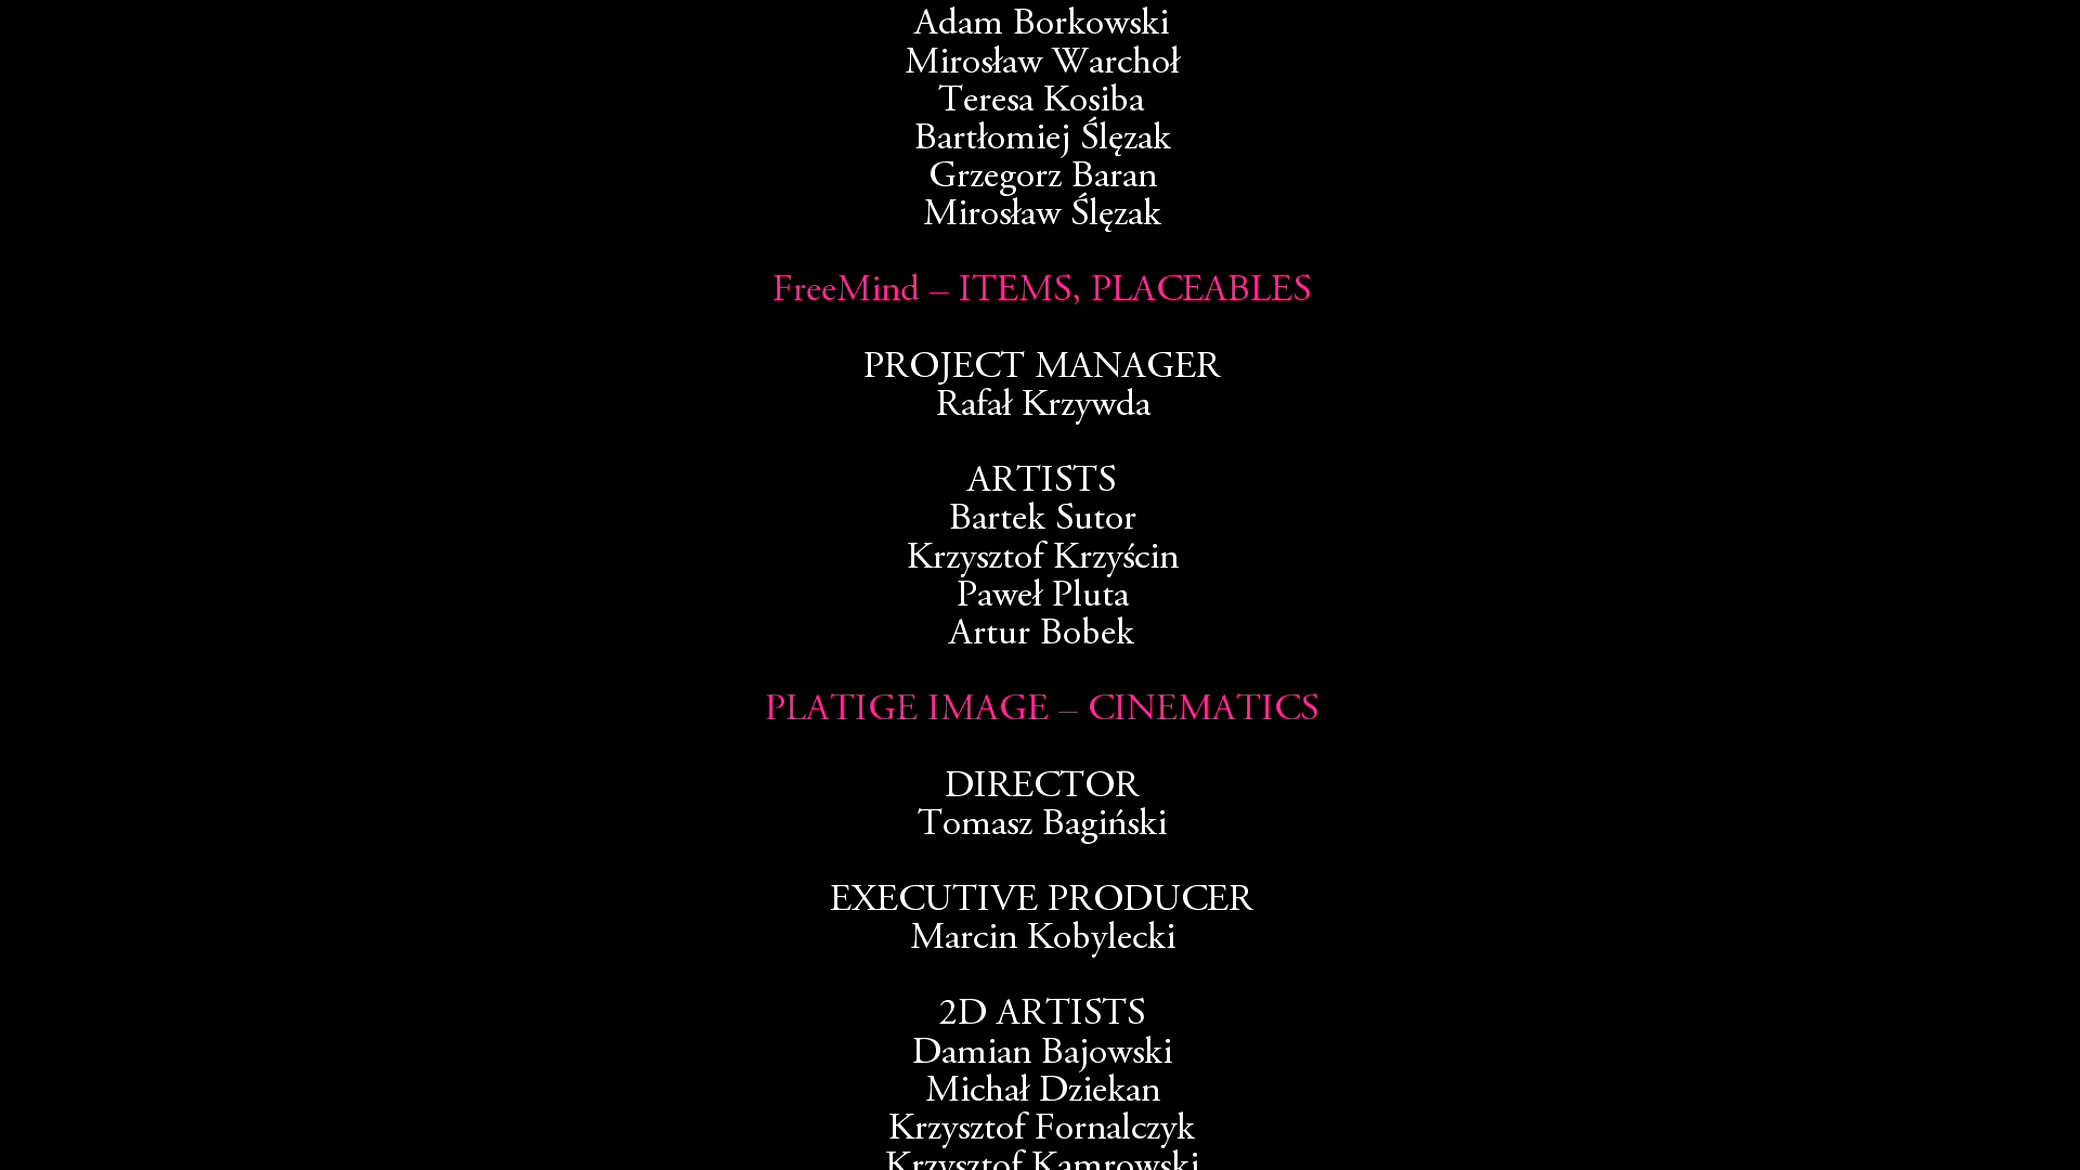 Adam Borkowski
Mirosław Warchoł
Teresa Kosiba
Bartłomiej Ślęzak
Grzegorz Baran
Mirosław Ślęzak
FreeMind – ITEMS, PLACEABLES
PROJECT MANAGER
Rafał Krzywda
ARTISTS
Bartek Sutor
Krzysztof Krzyścin
Paweł Pluta
Artur Bobek
PLATIGE IMAGE – CINEMATICS
DIRECTOR
Tomasz Bagiński
EXECUTIVE PRODUCER
Marcin Kobylecki
2D ARTISTS
Damian Bajowski
Michał Dziekan
Krzysztof Fornalczyk
Krzysztof Kamrowski